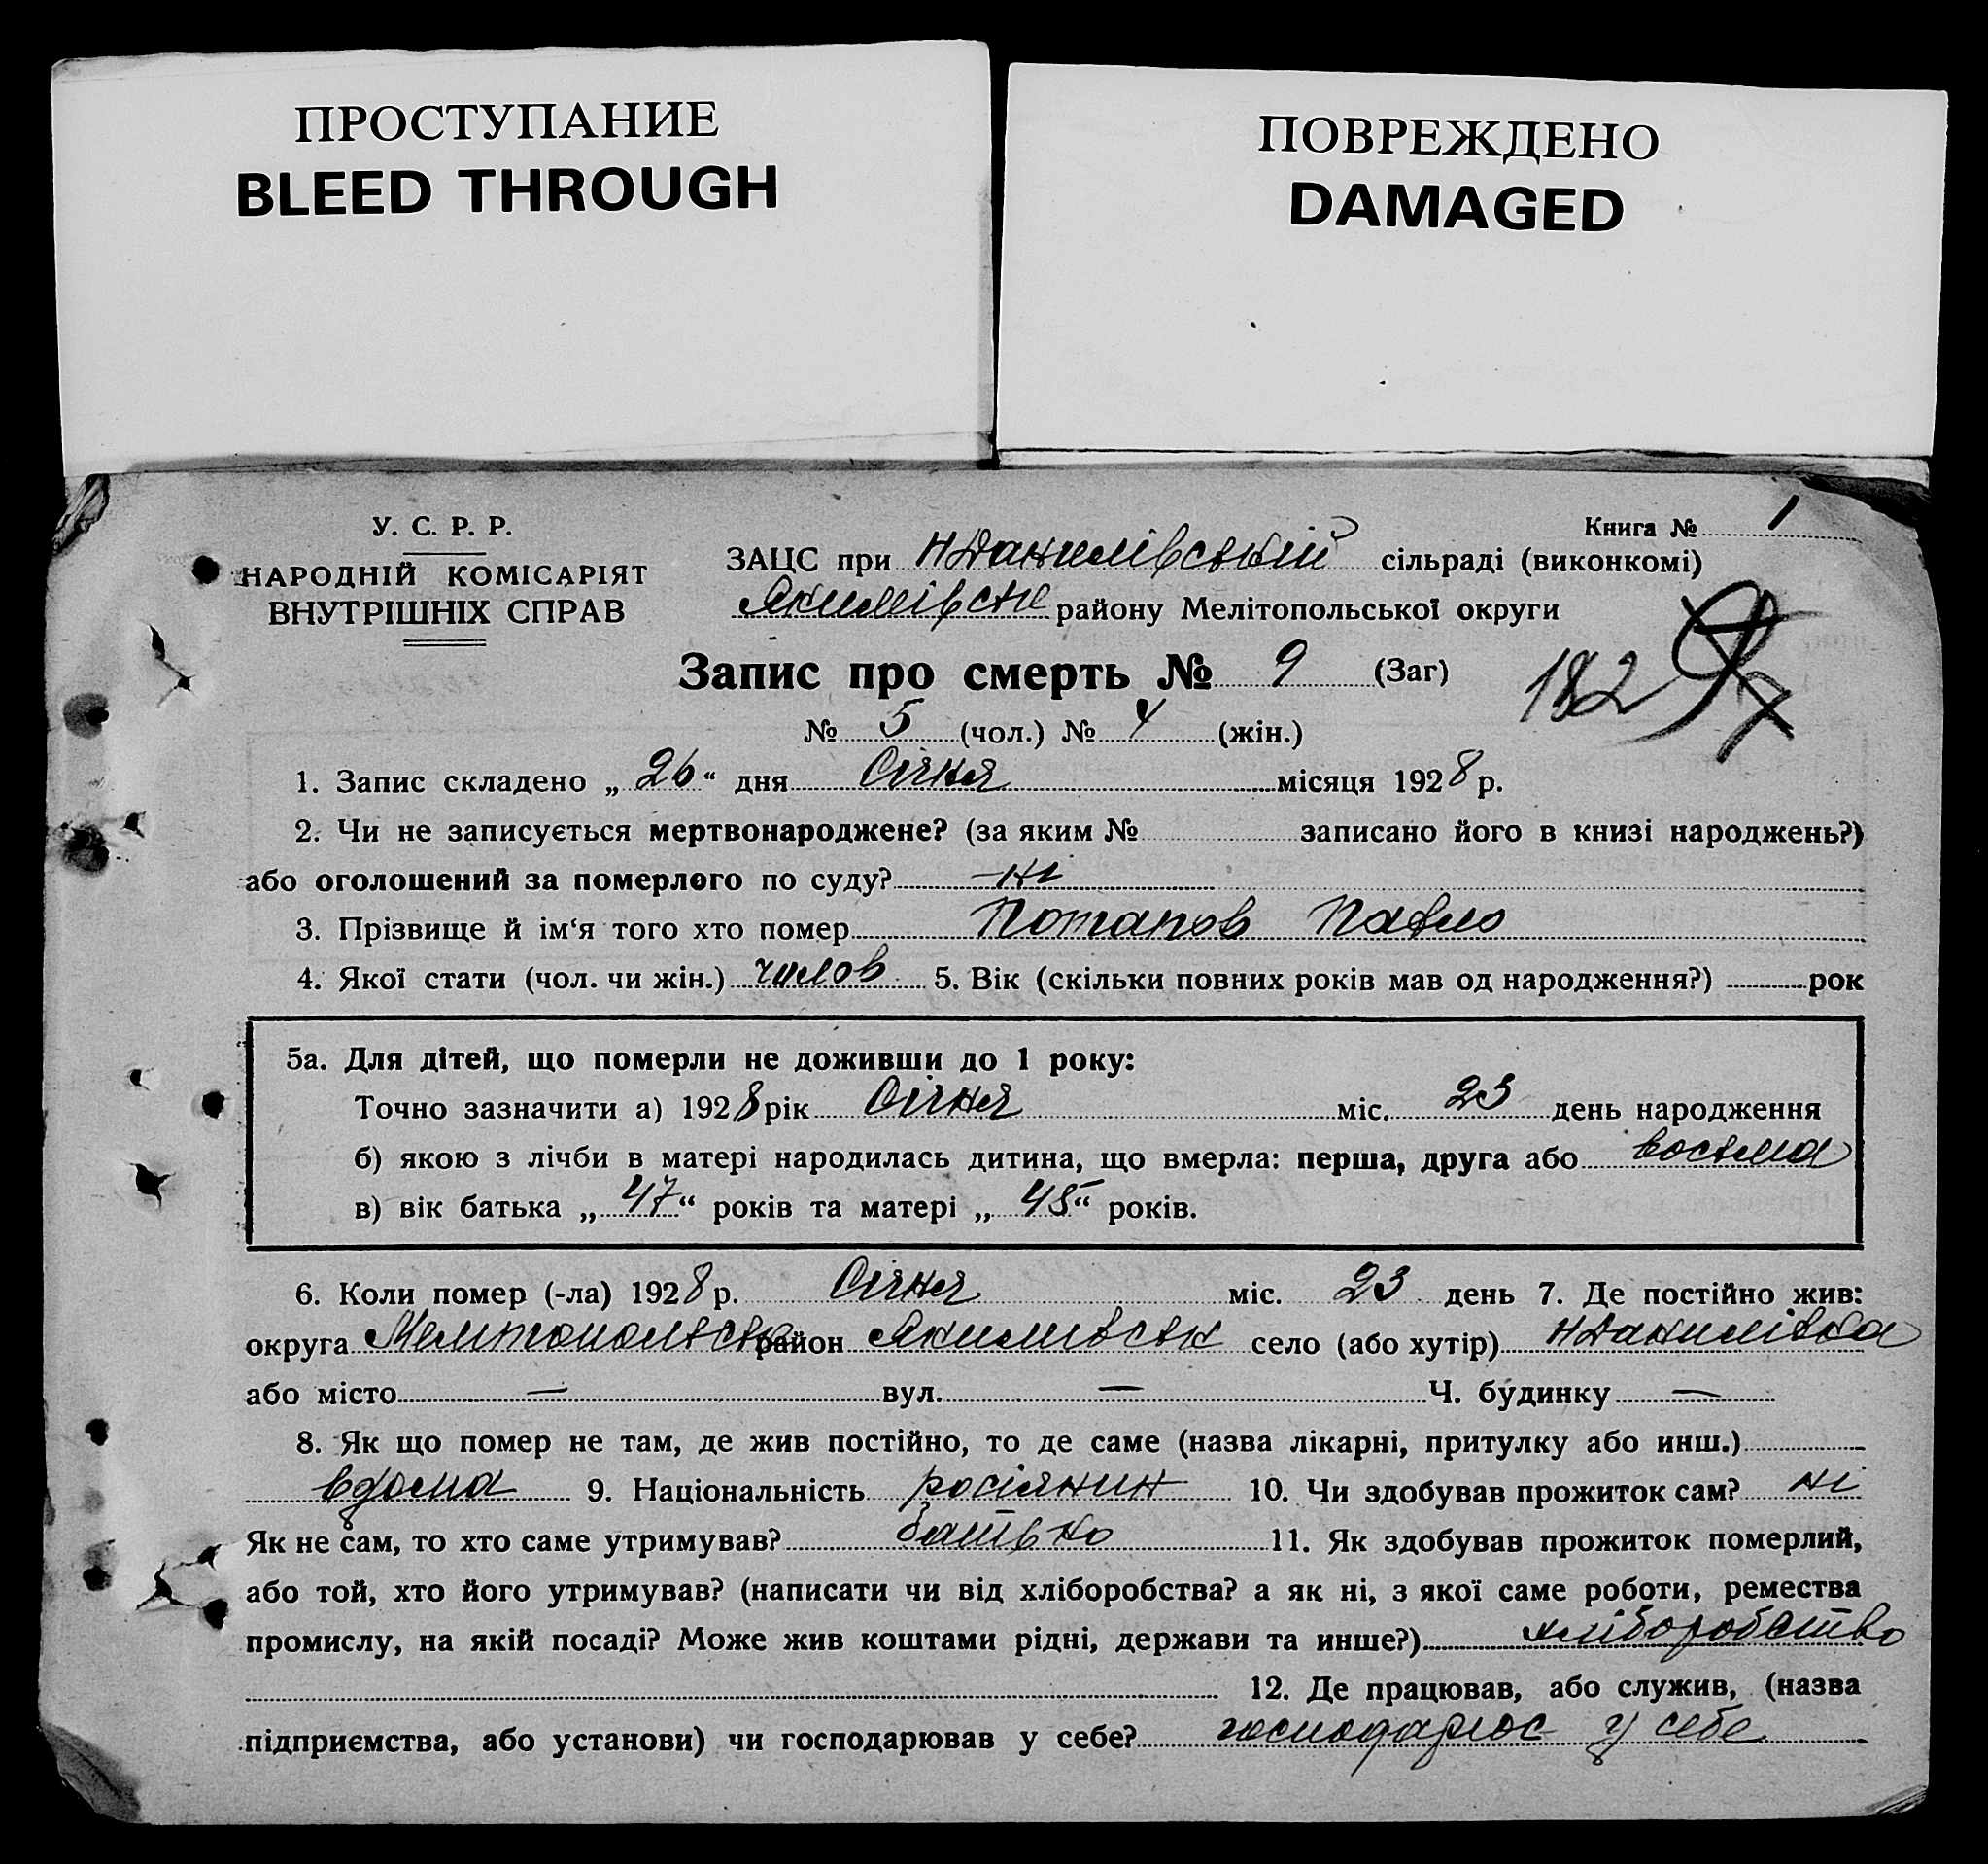 ПРОСТУПАНИЕ
BLEED THROUGH
ПОВРЕЖДЕНО
DAMAGED
У. С. Р. Р.
НАРОДНІЙ КОМІСАРІЯТ
ВНУТРІШНІХ СПРАВ
Книга № 1
ЗАЦС при НДанилівській сільраді (виконкомі)
Якимівськ району Мелітопольської округи
Запис про смерть № 9 (Заг)
№ 5 (чол.) № 4 (жін.)
182
1. Запис складено „26“ дня Січня місяця 1928 р.
2. Чи не записується мертвонароджене? (за яким № записано його в книзі народжень?)
або оголошений за померлого по суду? ні
3. Прізвище й ім‘я того хто помер Потапов Павло
4. Якої стати (чол. чи жін.) чолов 5. Вік (скільки повних років мав од народження?) рок
5а. Для дітей, що померли не доживши до 1 року:
Точно зазначити а) 1928 рік Січня міс. 23 день народження
б) якою з лічби в матері народилась дитина, що вмерла: перша, друга або восьма
в) вік батька „47“ років та матері „45“ років.
6. Коли помер (-ла) 1928 р. Січня міс. 23 день 7. Де постійно жив:
округа Мелітопольськ район Якимівськ село (або хутір) НДанилівка
або місто — вул. — Ч. будинку —
8. Як що помер не там, де жив постійно, то де саме (назва лікарні, притулку або инш.)
вдома 9. Національність росіянин 10. Чи здобував прожиток сам? ні
Як не сам, то хто саме утримував? батько 11. Як здобував прожиток померлий,
або той, хто його утримував? (написати чи від хліборобства? а як ні, з якої саме роботи, ремества
промислу, на якій посаді? Може жив коштами рідні, держави та инше?) хліборобство
12. Де працював, або служив, (назва
підприємства, або установи) чи господарював у себе? господарює у себе